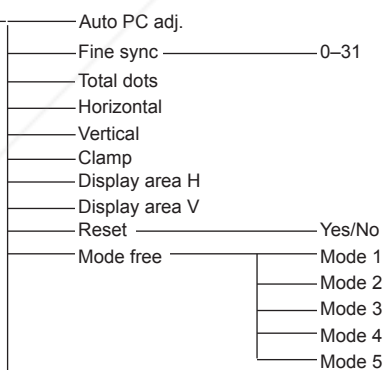 Auto PC adj.
Fine sync 0–31
Total dots
Horizontal
Vertical
Clamp
Display area H
Display area V
Reset Yes/No
Mode free Mode 1
Mode 2
Mode 3
Mode 4
Mode 5